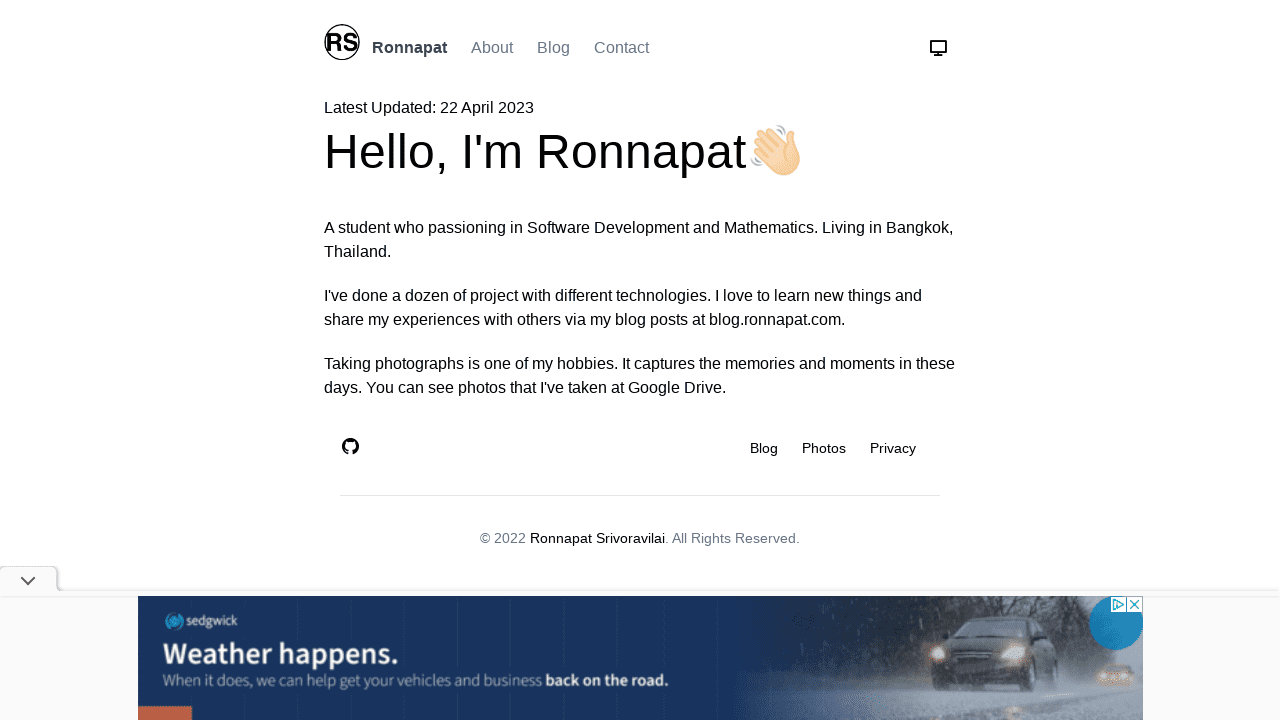 RS Ronnapat About Blog Contact
Latest Updated: 22 April 2023
Hello, I'm Ronnapat
A student who passioning in Software Development and Mathematics. Living in Bangkok,
Thailand.
I've done a dozen of project with different technologies. I love to learn new things and
share my experiences with others via my blog posts at blog.ronnapat.com.
Taking photographs is one of my hobbies. It captures the memories and moments in these
days. You can see photos that I've taken at Google Drive.
Blog Photos Privacy
© 2022 Ronnapat Srivoravilai. All Rights Reserved.
sedgwick
Weather happens.
When it does, we can help get your vehicles and business back on the road.